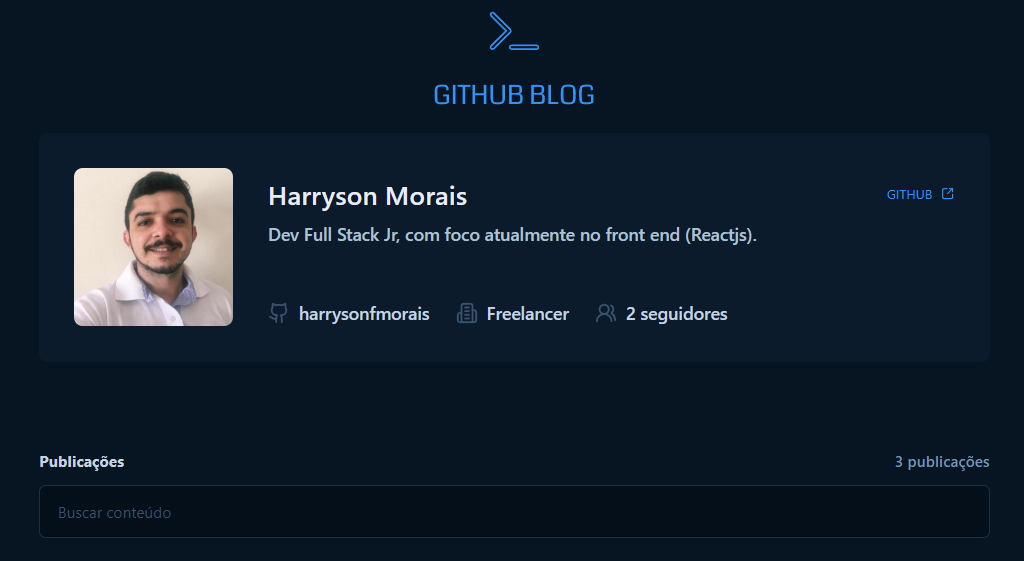 GITHUB BLOG
Harryson Morais
GITHUB
Dev Full Stack Jr, com foco atualmente no front end (Reactjs).
harrysonfmorais Freelancer 2 seguidores
Publicações 3 publicações
Buscar conteúdo